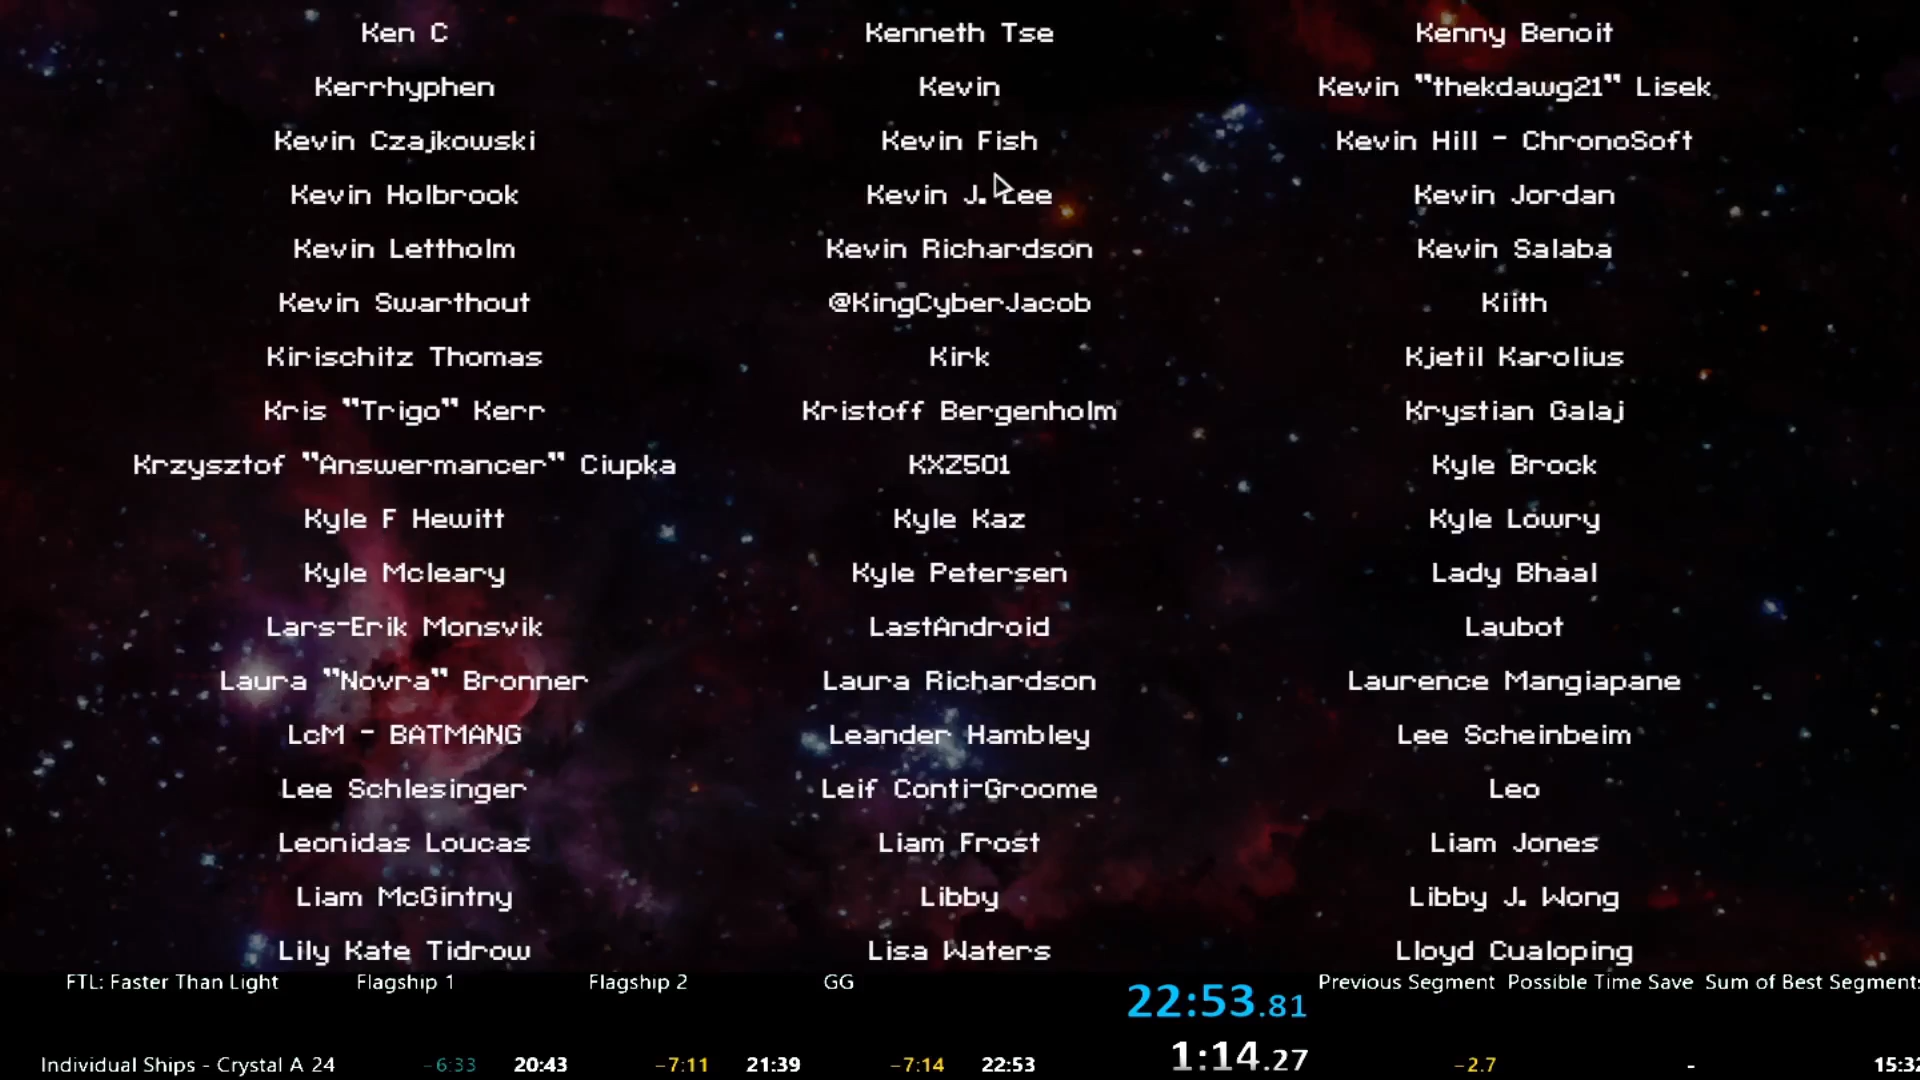 Ken C Kenneth Tse Kenny Benoit
Kerrhyphen Kevin Kevin "thekdawg21" Lisek
Kevin Czajkowski Kevin Fish Kevin Hill - ChronoSoft
Kevin Holbrook Kevin J. Lee Kevin Jordan
Kevin Lettholm Kevin Richardson Kevin Salaba
Kevin Swarthout @KingCyberJacob Kiith
Kirischitz Thomas Kirk Kjetil Karolius
Kris "Trigo" Kerr Kristoff Bergenholm Krystian Galaj
Krzysztof "Answermancer" Ciupka KXZ501 Kyle Brock
Kyle F Hewitt Kyle Kaz Kyle Lowry
Kyle Mcleary Kyle Petersen Lady Bhaal
Lars-Erik Monsvik LastAndroid Laubot
Laura "Novra" Bronner Laura Richardson Laurence Mangiapane
LcM - BATMANG Leander Hambley Lee Scheinbeim
Lee Schlesinger Leif Conti-Groome Leo
Leonidas Loucas Liam Frost Liam Jones
Liam McGintny Libby Libby J. Wong
Lily Kate Tidrow Lisa Waters Lloyd Cualoping
FTL: Faster Than Light Flagship 1 Flagship 2 GG 22:53.81 Previous Segment Possible Time Save Sum of Best Segments
Individual Ships - Crystal A 24 -6:33 20:43 -7:11 21:39 -7:14 22:53 1:14.27 -2.7 - 15:32